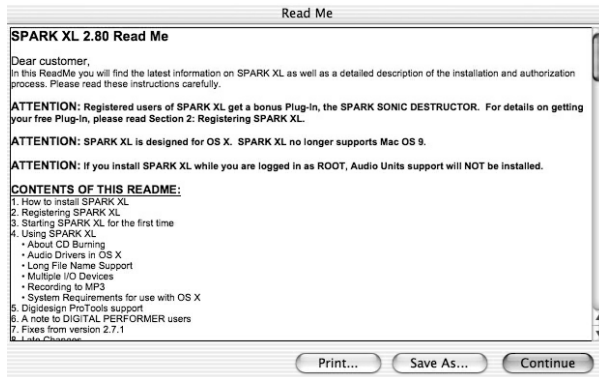 Read Me
SPARK XL 2.80 Read Me
Dear customer,
In this ReadMe you will find the latest information on SPARK XL as well as a detailed description of the installation and authorization
process. Please read these instructions carefully.
ATTENTION: Registered users of SPARK XL get a bonus Plug-In, the SPARK SONIC DESTRUCTOR. For details on getting
your free Plug-In, please read Section 2: Registering SPARK XL.
ATTENTION: SPARK XL is designed for OS X. SPARK XL no longer supports Mac OS 9.
ATTENTION: If you install SPARK XL while you are logged in as ROOT, Audio Units support will NOT be installed.
CONTENTS OF THIS README:
1. How to install SPARK XL
2. Registering SPARK XL
3. Starting SPARK XL for the first time
4. Using SPARK XL
• About CD Burning
• Audio Drivers in OS X
• Long File Name Support
• Multiple I/O Devices
• Recording to MP3
• System Requirements for use with OS X
5. Digidesign ProTools support
6. A note to DIGITAL PERFORMER users
7. Fixes from version 2.7.1
8. Late Changes
Print... Save As... Continue